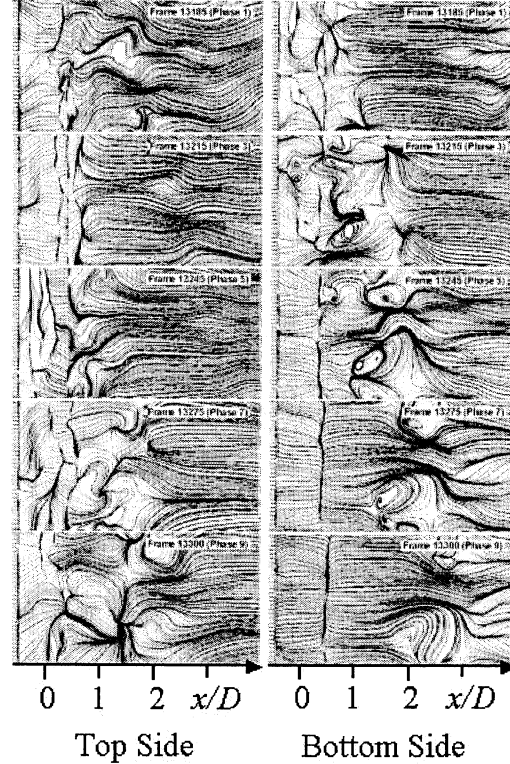 Frame 13185 (Phase 1) Frame 13185 (Phase 1)
Frame 13215 (Phase 3) Frame 13215 (Phase 3)
Frame 13245 (Phase 5) Frame 13245 (Phase 5)
Frame 13275 (Phase 7) Frame 13275 (Phase 7)
Frame 13300 (Phase 9) Frame 13300 (Phase 9)
0 1 2 x/D 0 1 2 x/D
Top Side Bottom Side